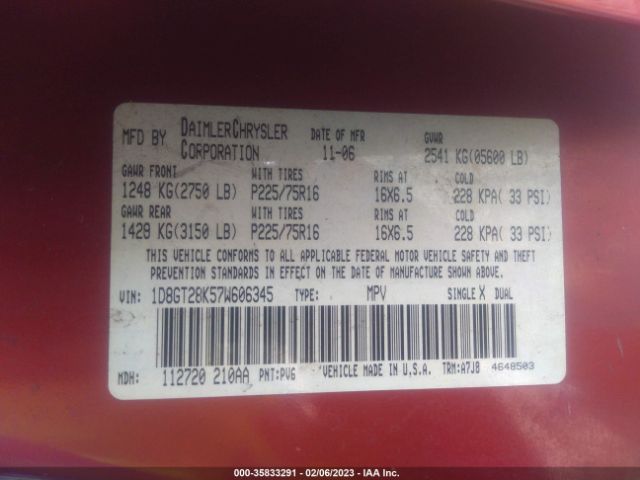 MFD BY DAIMLERCHRYSLER CORPORATION DATE OF MFR 11-06 GVWR 2541 KG(05600 LB)
GAWR FRONT WITH TIRES RIMS AT COLD
1248 KG(2750 LB) P225/75R16 16X6.5 228 KPA( 33 PSI)
GAWR REAR WITH TIRES RIMS AT COLD
1429 KG(3150 LB) P225/75R16 16X6.5 228 KPA( 33 PSI)
THIS VEHICLE CONFORMS TO ALL APPLICABLE FEDERAL MOTOR VEHICLE SAFETY AND THEFT
PREVENTION STANDARDS IN EFFECT ON THE DATE OF MANUFACTURE SHOWN ABOVE.
VIN: 1D8GT28K57W606345 TYPE: MPV SINGLE X DUAL
MDH: 112720 210AA PNT:PV6 VEHICLE MADE IN U.S.A. TRM:A7J8 4648503
000-35833291 - 02/06/2023 - IAA Inc.